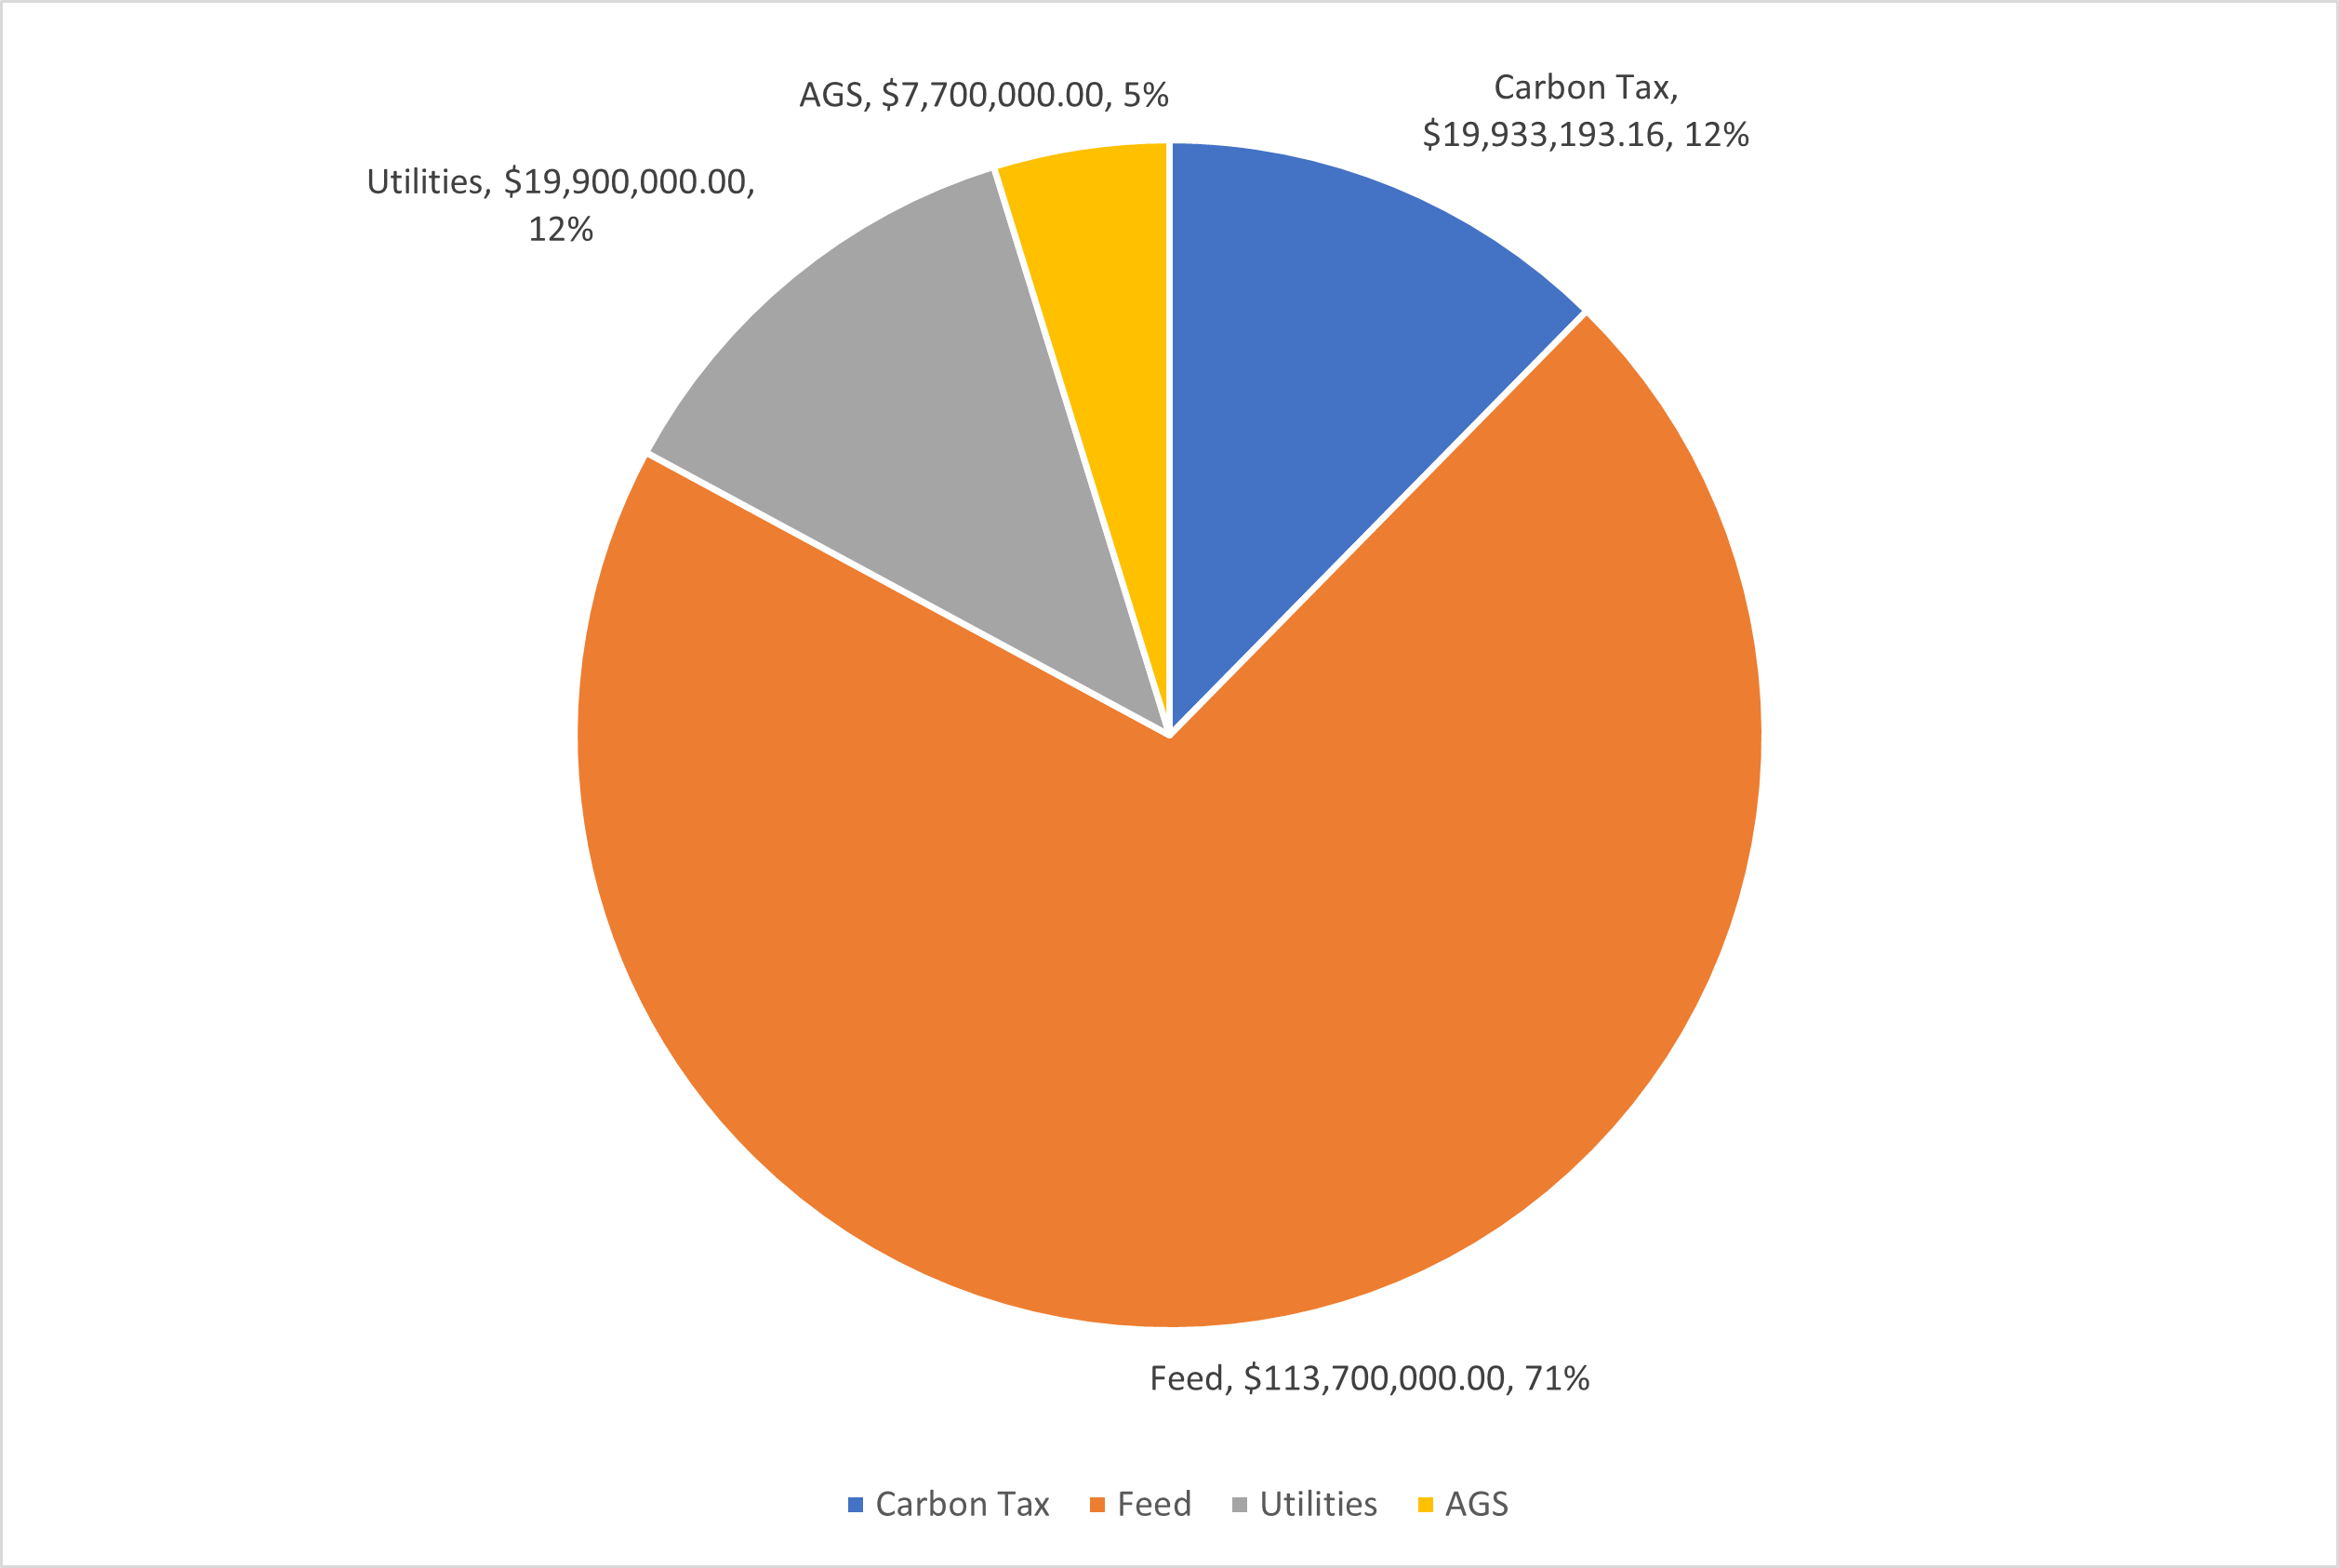 AGS, $7,700,000.00, 5%
Carbon Tax,
$19,933,193.16, 12%
Utilities, $19,900,000.00,
12%
Feed, $113,700,000.00, 71%
Carbon Tax
Feed
Utilities
AGS